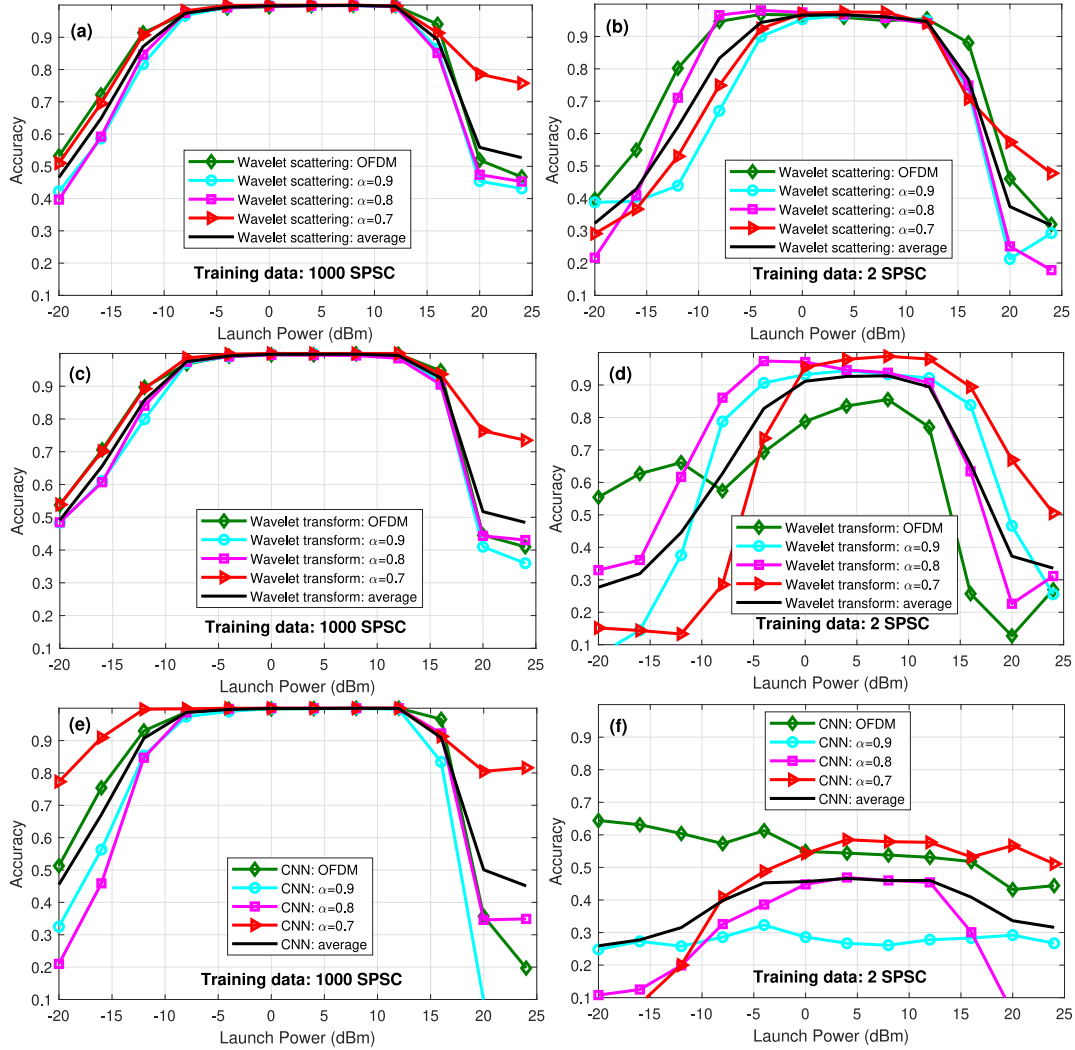 (a)
Accuracy
0.9
0.8
0.7
0.6
0.5
0.4
0.3
0.2
0.1
Wavelet scattering: OFDM
Wavelet scattering: α=0.9
Wavelet scattering: α=0.8
Wavelet scattering: α=0.7
Wavelet scattering: average
Training data: 1000 SPSC
-20 -15 -10 -5 0 5 10 15 20 25
Launch Power (dBm)
(b)
Accuracy
0.9
0.8
0.7
0.6
0.5
0.4
0.3
0.2
0.1
Wavelet scattering: OFDM
Wavelet scattering: α=0.9
Wavelet scattering: α=0.8
Wavelet scattering: α=0.7
Wavelet scattering: average
Training data: 2 SPSC
-20 -15 -10 -5 0 5 10 15 20 25
Launch Power (dBm)
(c)
Accuracy
0.9
0.8
0.7
0.6
0.5
0.4
0.3
0.2
0.1
Wavelet transform: OFDM
Wavelet transform: α=0.9
Wavelet transform: α=0.8
Wavelet transform: α=0.7
Wavelet transform: average
Training data: 1000 SPSC
-20 -15 -10 -5 0 5 10 15 20 25
Launch Power (dBm)
(d)
Accuracy
0.9
0.8
0.7
0.6
0.5
0.4
0.3
0.2
0.1
Wavelet transform: OFDM
Wavelet transform: α=0.9
Wavelet transform: α=0.8
Wavelet transform: α=0.7
Wavelet transform: average
Training data: 2 SPSC
-20 -15 -10 -5 0 5 10 15 20 25
Launch Power (dBm)
(e)
Accuracy
0.9
0.8
0.7
0.6
0.5
0.4
0.3
0.2
0.1
CNN: OFDM
CNN: α=0.9
CNN: α=0.8
CNN: α=0.7
CNN: average
Training data: 1000 SPSC
-20 -15 -10 -5 0 5 10 15 20 25
Launch Power (dBm)
(f)
Accuracy
0.9
0.8
0.7
0.6
0.5
0.4
0.3
0.2
0.1
CNN: OFDM
CNN: α=0.9
CNN: α=0.8
CNN: α=0.7
CNN: average
Training data: 2 SPSC
-20 -15 -10 -5 0 5 10 15 20 25
Launch Power (dBm)